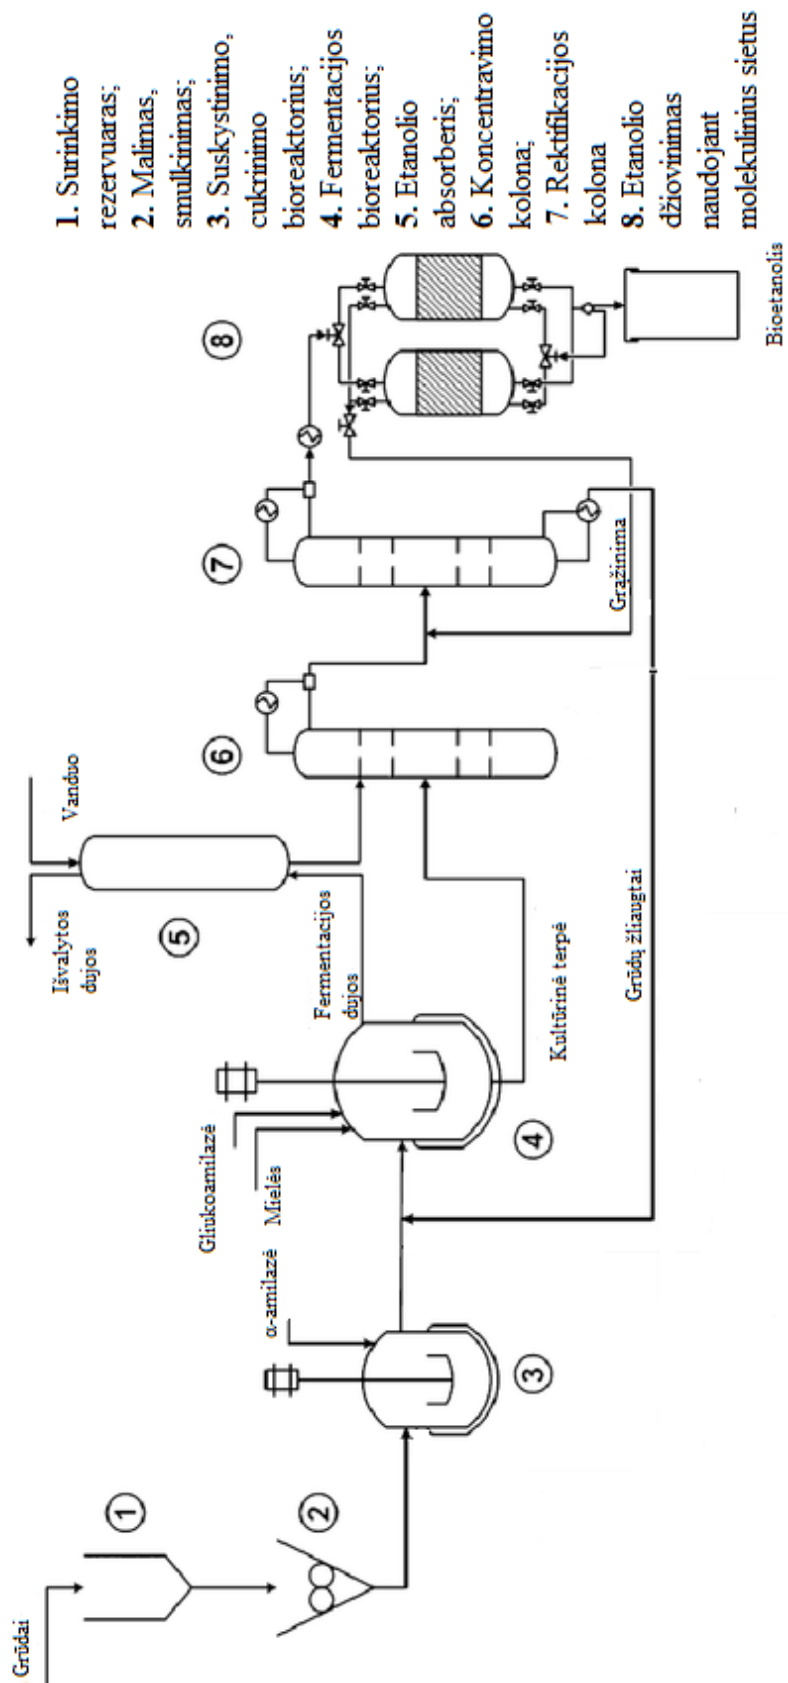 Grūdai
1
2
3
α-amilazė
4
Gliukoamilazė
Mielės
Fermentacijos
dujos
Kultūrinė terpė
Grūdų žliaugtai
5
Išvalytos
dujos
Vanduo
6
7
Grąžinima
8
Bioetanolis
1. Surinkimo
rezervuaras;
2. Malimas,
smulkinimas;
3. Suskystinimo,
cukrinimo
bioreaktorius;
4. Fermentacijos
bioreaktorius;
5. Etanolio
absorberis;
6. Koncentravimo
kolona;
7. Rektifikacijos
kolona
8. Etanolio
džiovinimas
naudojant
molekulinius sietus